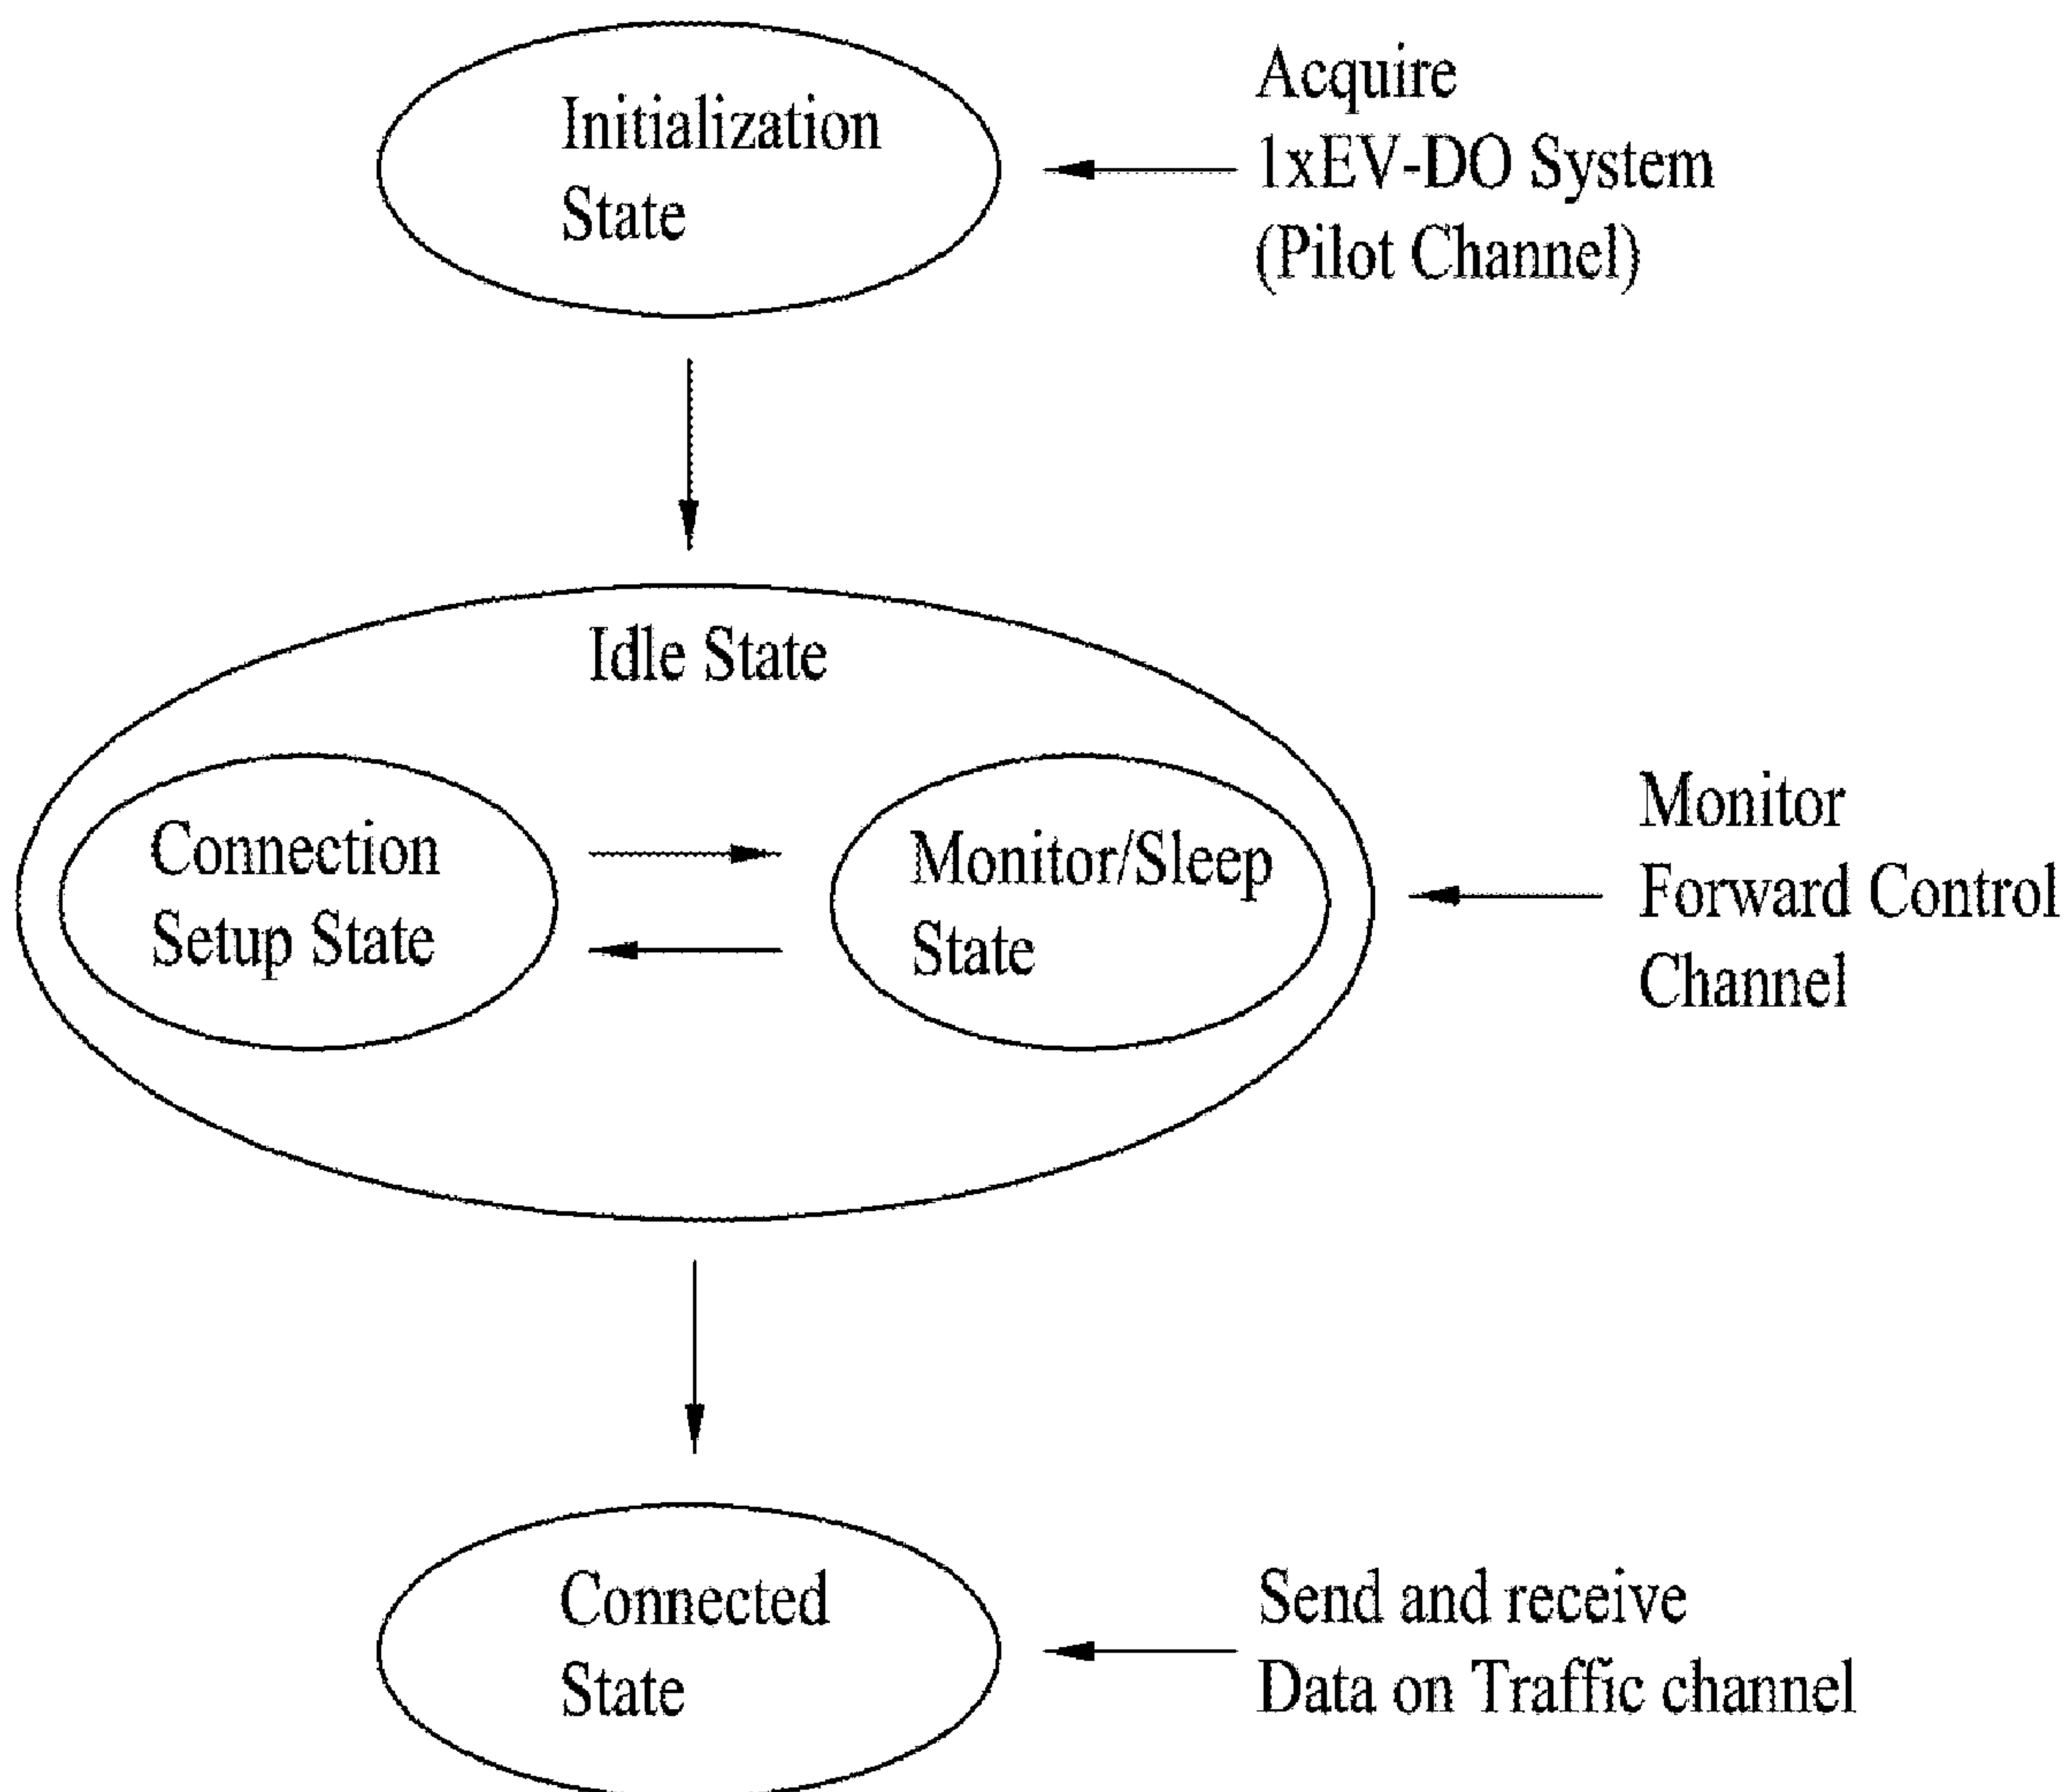 Initialization
State
Acquire
1xEV-DO System
(Pilot Channel)
Idle State
Connection
Setup State
Monitor/Sleep
State
Monitor
Forward Control
Channel
Connected
State
Send and receive
Data on Traffic channel